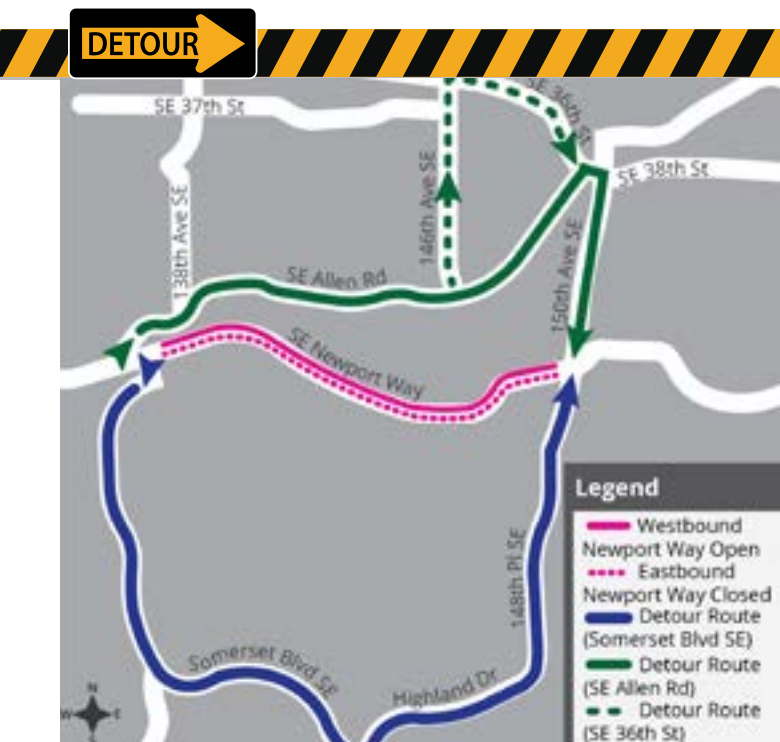 DETOUR
SE 37th St
SE 36th St
SE 38th St
138th Ave SE
146th Ave SE
150th Ave SE
SE Allen Rd
SE Newport Way
148th Pl SE
Somerset Blvd SE
Highland Dr
N
W
E
S
Legend
Westbound
Newport Way Open
Eastbound
Newport Way Closed
Detour Route
(Somerset Blvd SE)
Detour Route
(SE Allen Rd)
Detour Route
(SE 36th St)